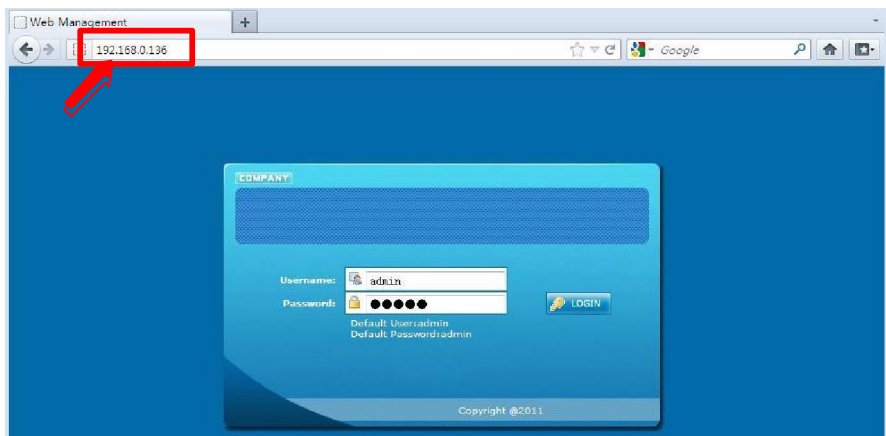 Web Management
192.168.0.136
Google
COMPANY
Username: admin
Password: ●●●●●
LOGIN
Default User:admin
Default Password:admin
Copyright @2011